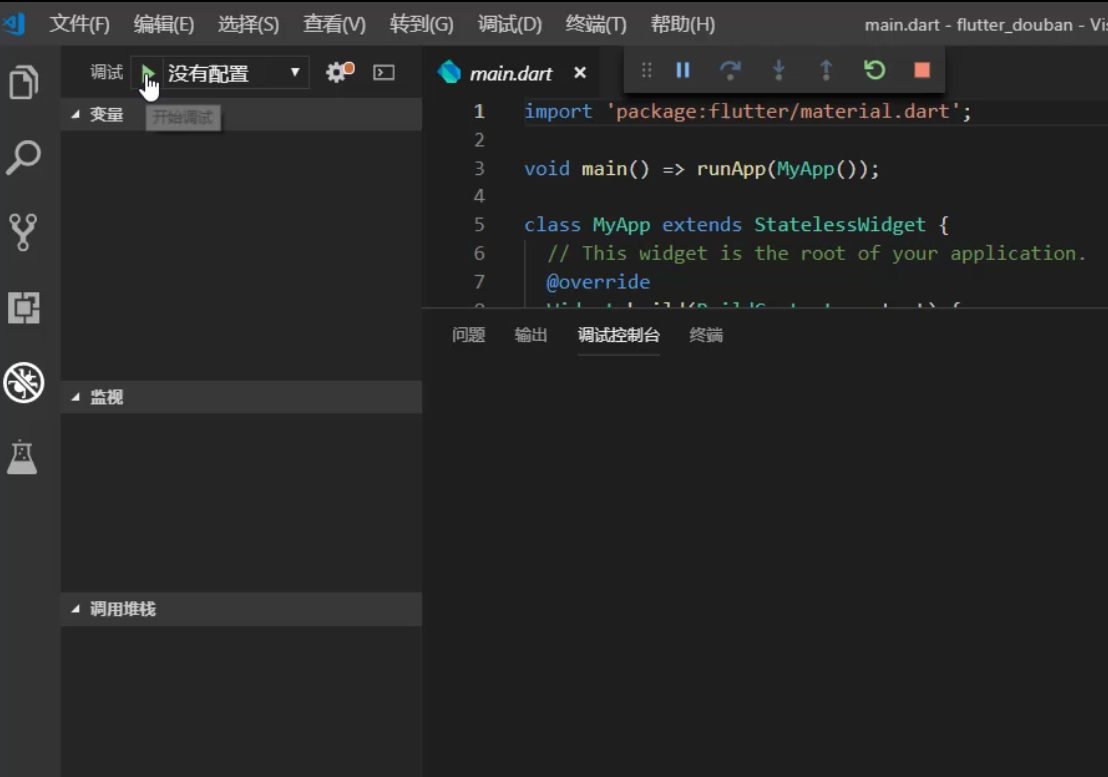 文件(F) 编辑(E) 选择(S) 查看(V) 转到(G) 调试(D) 终端(T) 帮助(H) main.dart - flutter_douban - Vis
调试 没有配置
main.dart
变量
开始调试
1 import 'package:flutter/material.dart';
2
3 void main() => runApp(MyApp());
4
5 class MyApp extends StatelessWidget {
6 // This widget is the root of your application.
7 @override
问题 输出 调试控制台 终端
监视
调用堆栈